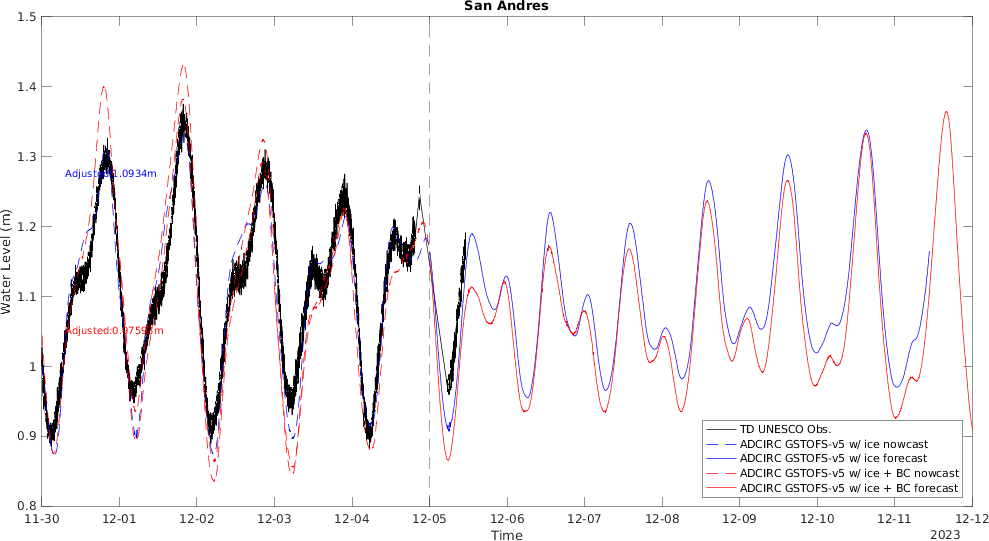 San Andres
Water Level (m)
1.5
1.4
1.3
1.2
1.1
1
0.9
0.8
Adjusted:1.0934m
TD UNESCO Obs.
ADCIRC GSTOFS-v5 w/ ice nowcast
ADCIRC GSTOFS-v5 w/ ice forecast
ADCIRC GSTOFS-v5 w/ ice + BC nowcast
ADCIRC GSTOFS-v5 w/ ice + BC forecast
11-30
12-01
12-02
12-03
12-04
12-05
12-06
12-07
12-08
12-09
12-10
12-11
12-12
Time
2023